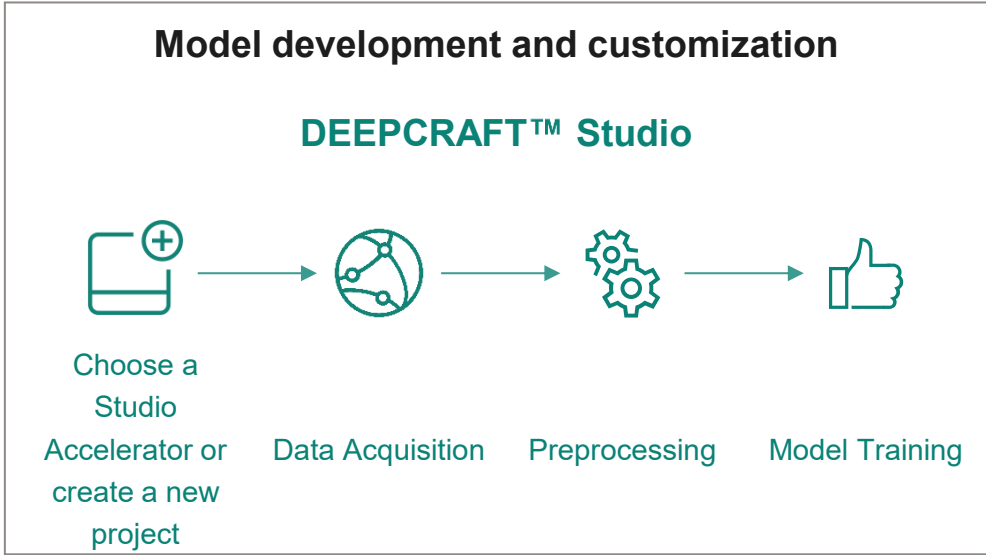 Model development and customization
DEEPCRAFT™ Studio
Choose a
Studio
Accelerator or
create a new
project
Data Acquisition
Preprocessing
Model Training